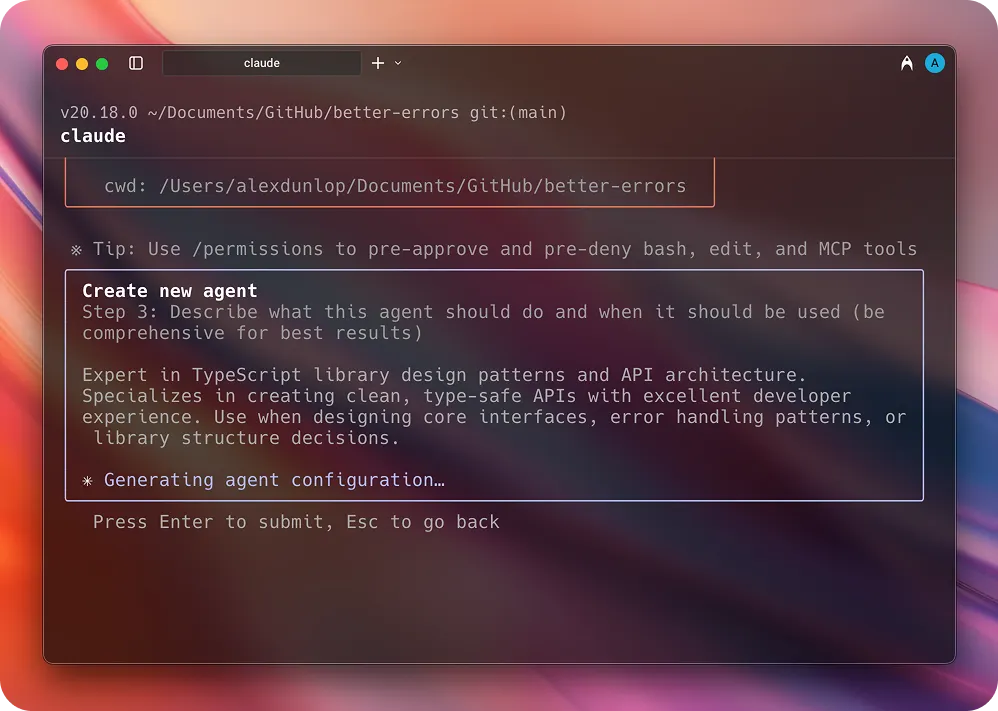 claude
A
v20.18.0 ~/Documents/GitHub/better-errors git:(main)
claude
cwd: /Users/alexdunlop/Documents/GitHub/better-errors
※ Tip: Use /permissions to pre-approve and pre-deny bash, edit, and MCP tools
Create new agent
Step 3: Describe what this agent should do and when it should be used (be
comprehensive for best results)
Expert in TypeScript library design patterns and API architecture.
Specializes in creating clean, type-safe APIs with excellent developer
experience. Use when designing core interfaces, error handling patterns, or
library structure decisions.
✳ Generating agent configuration…
Press Enter to submit, Esc to go back